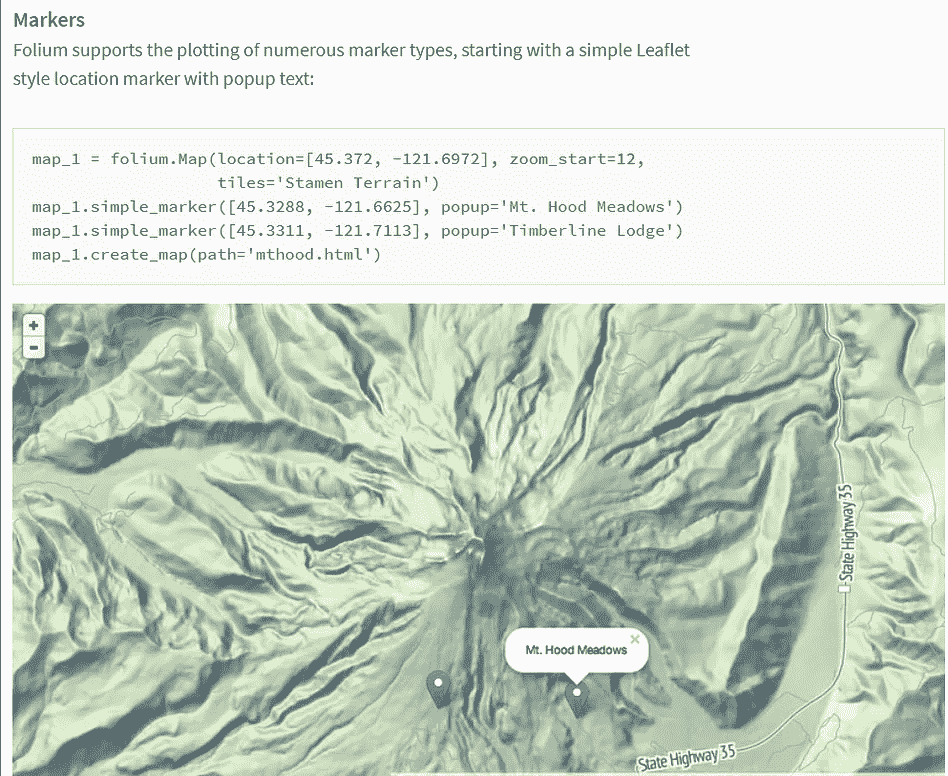 Markers
Folium supports the plotting of numerous marker types, starting with a simple Leaflet
style location marker with popup text:
map_1 = folium.Map(location=[45.372, -121.6972], zoom_start=12,
tiles='Stamen Terrain')
map_1.simple_marker([45.3288, -121.6625], popup='Mt. Hood Meadows')
map_1.simple_marker([45.3311, -121.7113], popup='Timberline Lodge')
map_1.create_map(path='mthood.html')
+
-
State Highway 35
Mt. Hood Meadows
×
State Highway 35